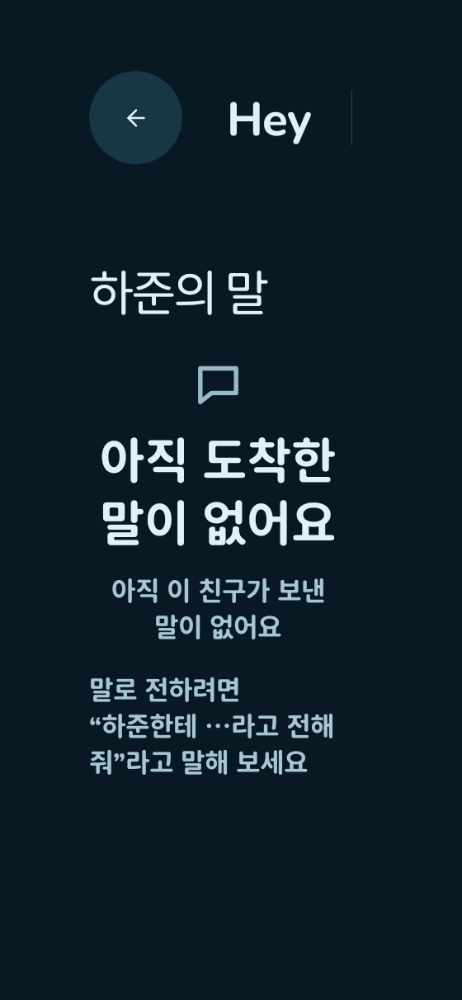 Hey
하준의 말
아직 도착한
말이 없어요
아직 이 친구가 보낸
말이 없어요
말로 전하려면
“하준한테 …라고 전해
줘”라고 말해 보세요